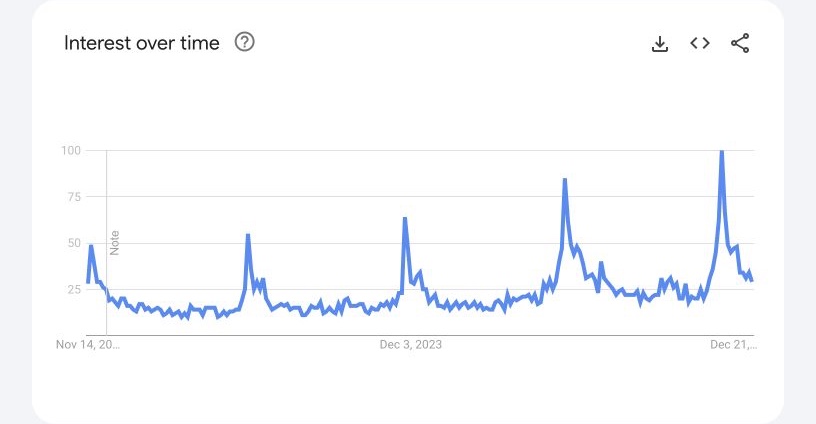 Interest over time
100
75
50
25
Note
Nov 14, 20...
Dec 3, 2023
Dec 21,...